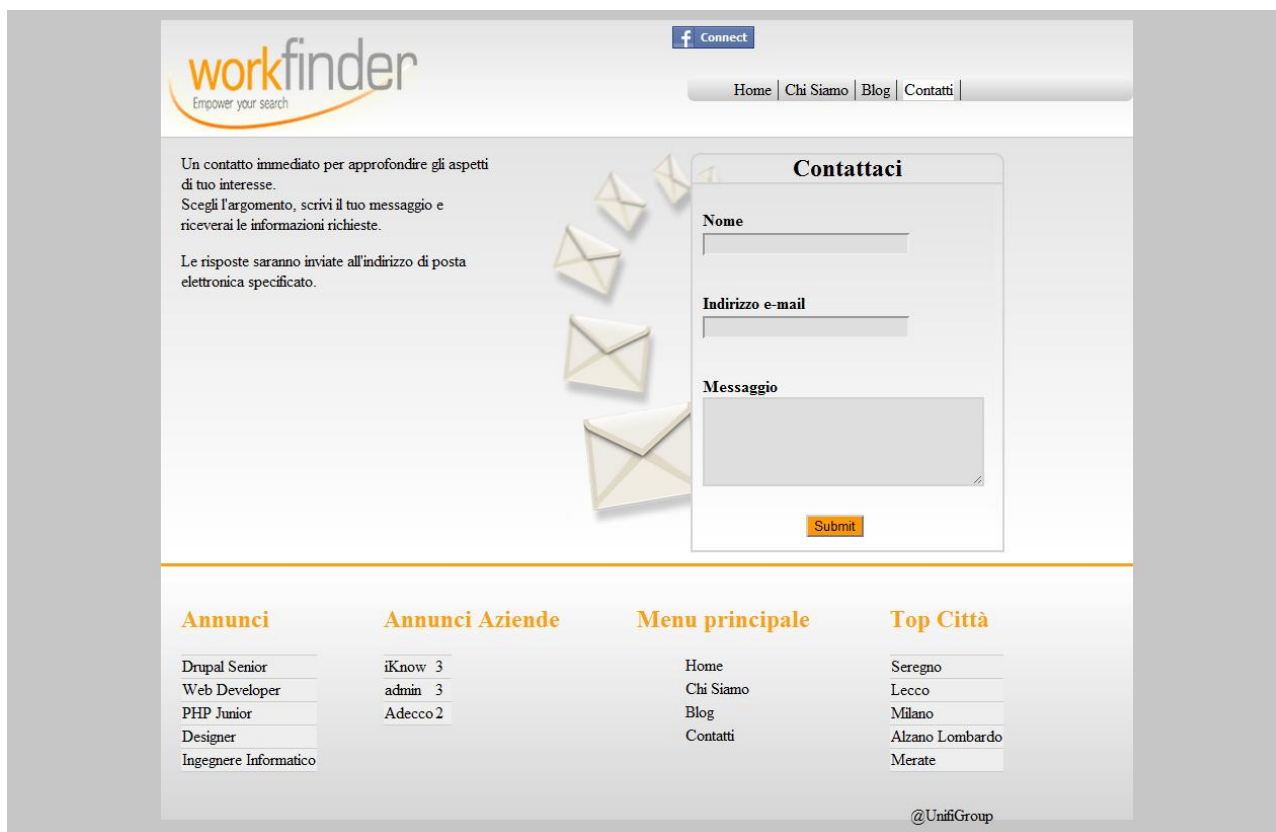 workfinder
Empower your search
f Connect
Home Chi Siamo Blog Contatti
Un contatto immediato per approfondire gli aspetti
di tuo interesse.
Scegli l'argomento, scrivi il tuo messaggio e
riceverai le informazioni richieste.
Le risposte saranno inviate all'indirizzo di posta
elettronica specificato.
Contattaci
Nome
Indirizzo e-mail
Messaggio
Submit
Annunci
Drupal Senior
Web Developer
PHP Junior
Designer
Ingegnere Informatico
Annunci Aziende
iKnow 3
admin 3
Adecco 2
Menu principale
Home
Chi Siamo
Blog
Contatti
Top Città
Seregno
Lecco
Milano
Alzano Lombardo
Merate
@UnifiGroup